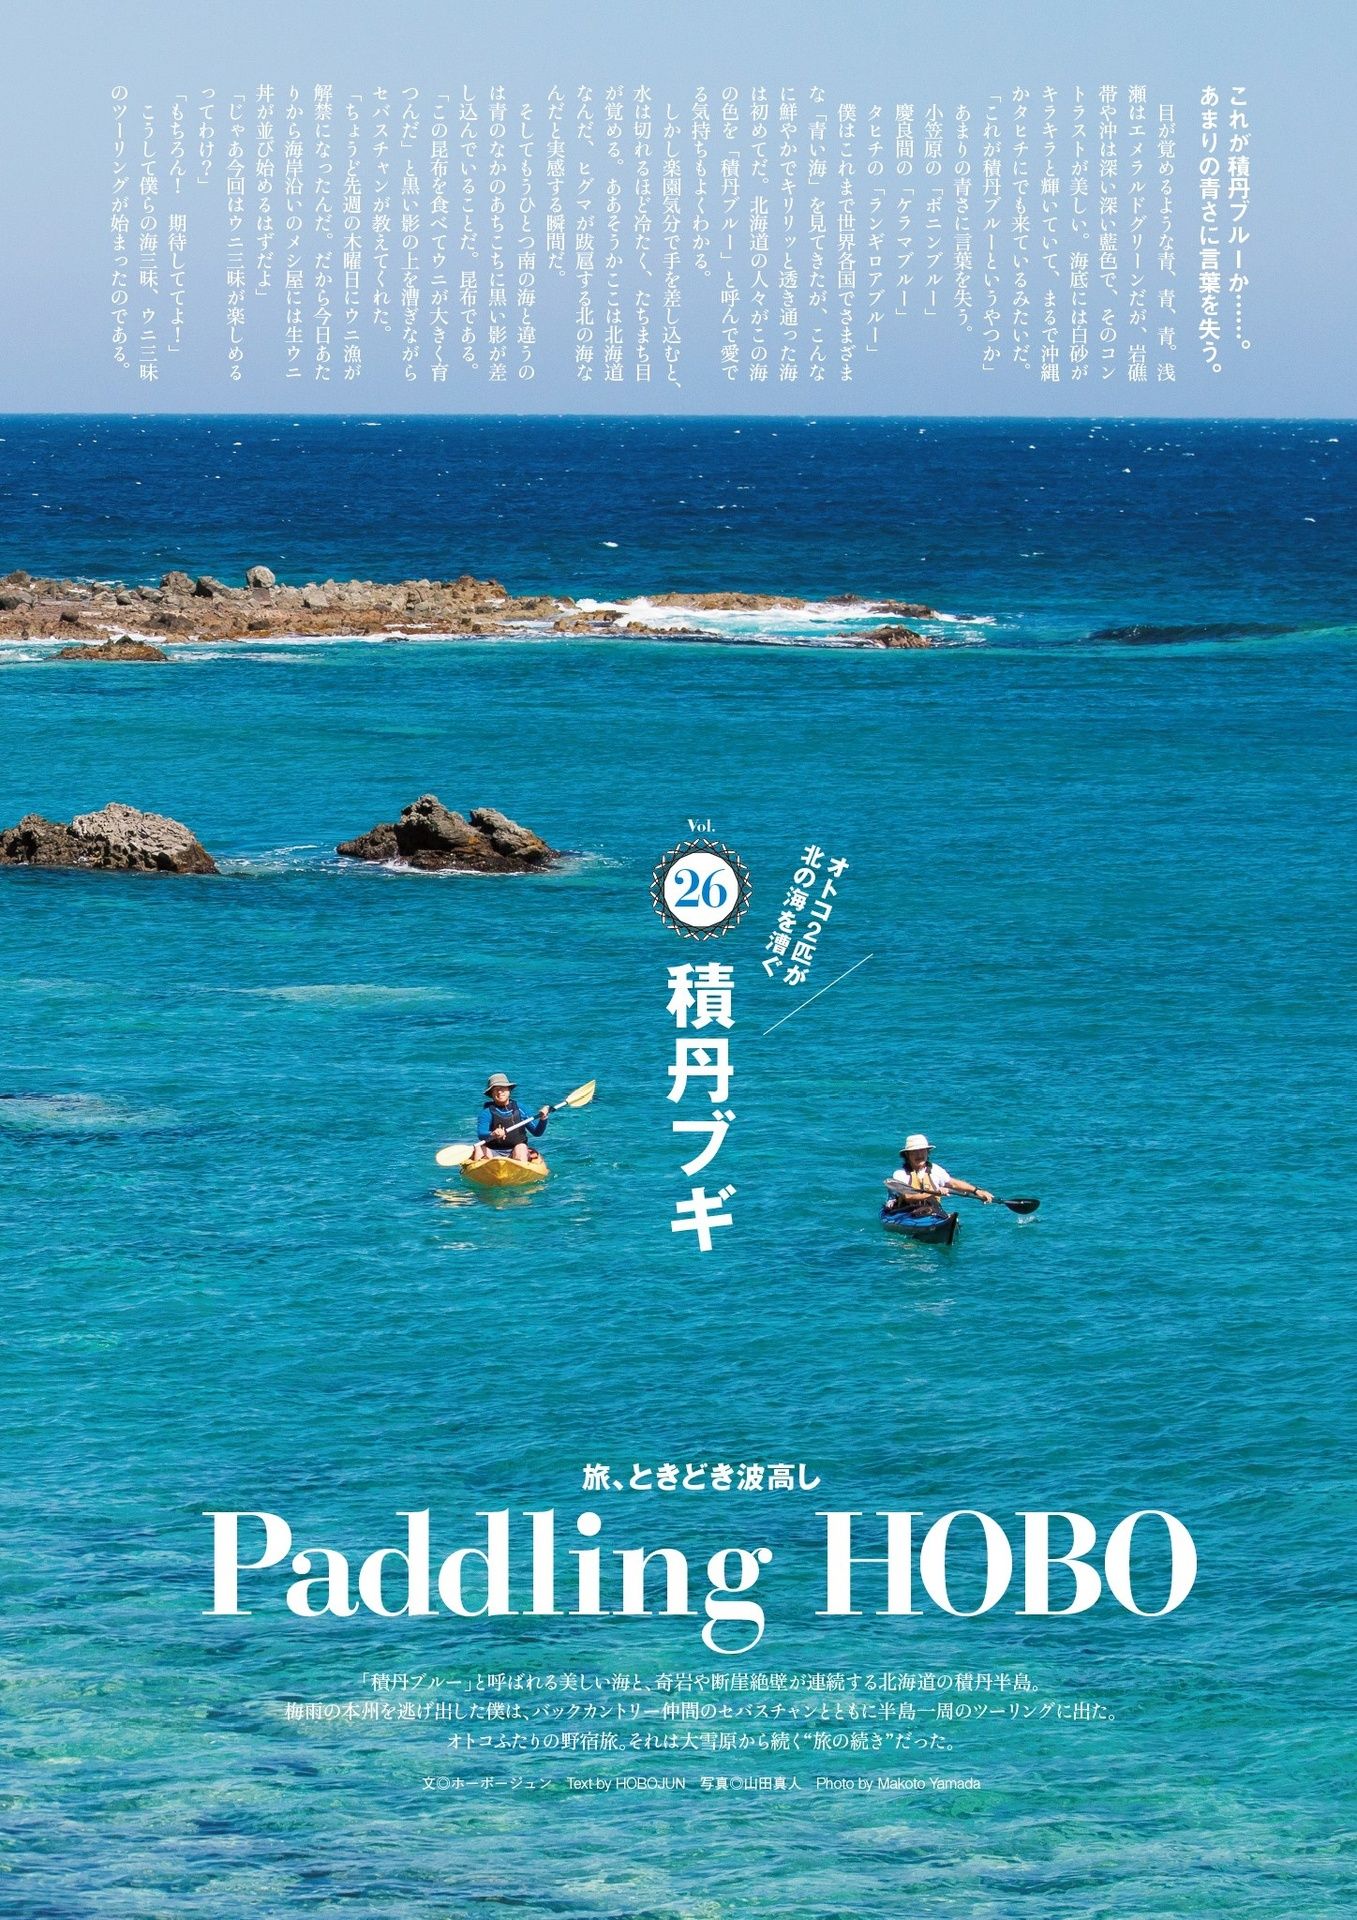 これが積丹ブルーか……。
あまりの青さに言葉を失う。
目が覚めるような青、青、青。浅
瀬はエメラルドグリーンだが、岩礁
帯や沖は深い深い藍色で、そのコン
トラストが美しい。海底には白砂が
キラキラと輝いていて、まるで沖縄
かタヒチにでも来ているみたいだ。
「これが積丹ブルーというやつか」
あまりの青さに言葉を失う。
小笠原の「ボニンブルー」
慶良間の「ケラマブルー」
タヒチの「ランギロアブルー」
僕はこれまで世界各国でさまざま
な「青い海」を見てきたが、こんな
に鮮やかでキリリッと透き通った海
は初めてだ。北海道の人々がこの海
の色を「積丹ブルー」と呼んで愛で
る気持ちもよくわかる。
しかし楽園気分で手を差し込むと、
水は切れるほど冷たく、たちまち目
が覚める。ああそうかここは北海道
なんだ、ヒグマが跋扈する北の海な
んだと実感する瞬間だ。
そしてもうひとつ南の海と違うの
は青のなかのあちこちに黒い影が差
し込んでいることだ。昆布である。
「この昆布を食べてウニが大きく育
つんだ」と黒い影の上を漕ぎながら
セバスチャンが教えてくれた。
「ちょうど先週の木曜日にウニ漁が
解禁になったんだ。だから今日あた
りから海岸沿いのメシ屋には生ウニ
丼が並び始めるはずだよ」
「じゃあ今回はウニ三昧が楽しめる
ってわけ?」
「もちろん!　期待しててよ!」
こうして僕らの海三昧、ウニ三昧
のツーリングが始まったのである。
Vol.
26
オトコ2匹が
北の海を漕ぐ
積丹ブギ
旅、ときどき波高し
Paddling HOBO
「積丹ブルー」と呼ばれる美しい海と、奇岩や断崖絶壁が連続する北海道の積丹半島。
梅雨の本州を逃げ出した僕は、バックカントリー仲間のセバスチャンとともに半島一周のツーリングに出た。
オトコふたりの野宿旅。それは大雪原から続く“旅の続き”だった。
文◎ホーボージュン　Text by HOBOJUN　写真◎山田真人　Photo by Makoto Yamada